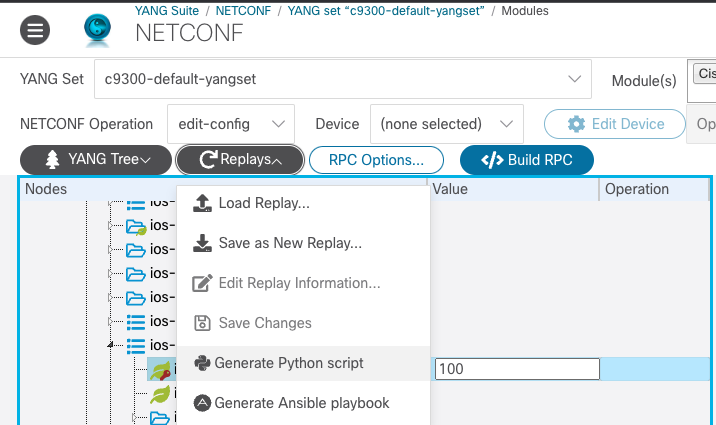 YANG Suite / NETCONF / YANG set “c9300-default-yangset” / Modules
NETCONF
YANG Set c9300-default-yangset Module(s) Cis
NETCONF Operation edit-config Device (none selected) Edit Device Op
YANG Tree Replays RPC Options... Build RPC
Nodes Value Operation
ios-
Load Replay...
ios-
ios- Save as New Replay...
ios-
Edit Replay Information...
ios-
ios- Save Changes
ios-
Generate Python script 100
Generate Ansible playbook